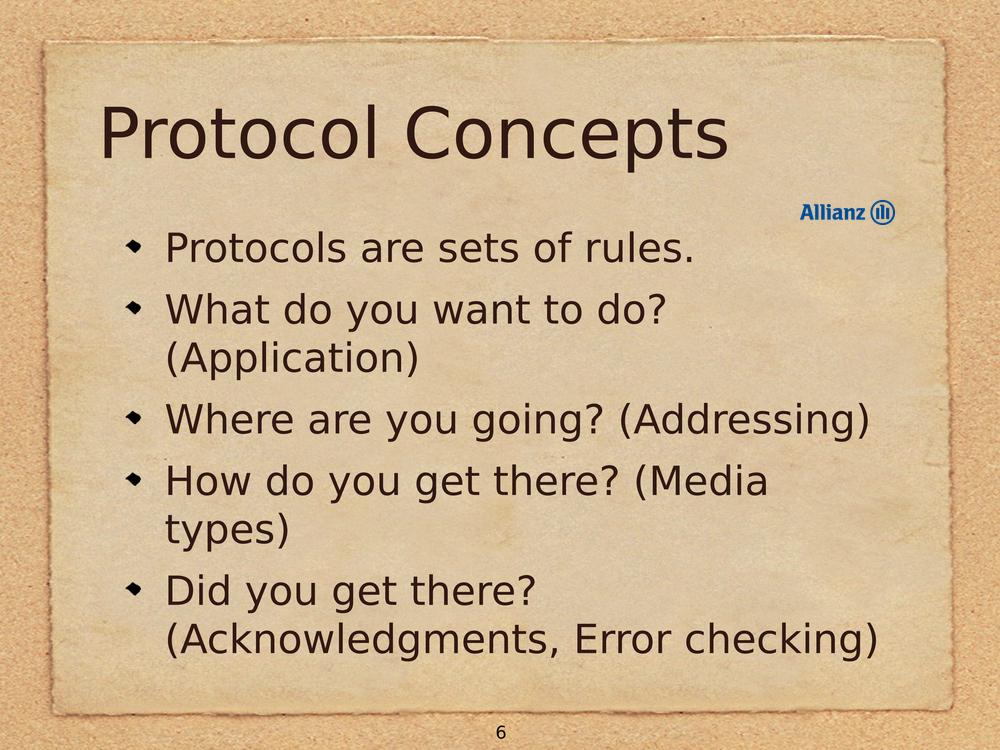 Protocol Concepts
Allianz
Protocols are sets of rules.
What do you want to do?
(Application)
Where are you going? (Addressing)
How do you get there? (Media
types)
Did you get there?
(Acknowledgments, Error checking)
6